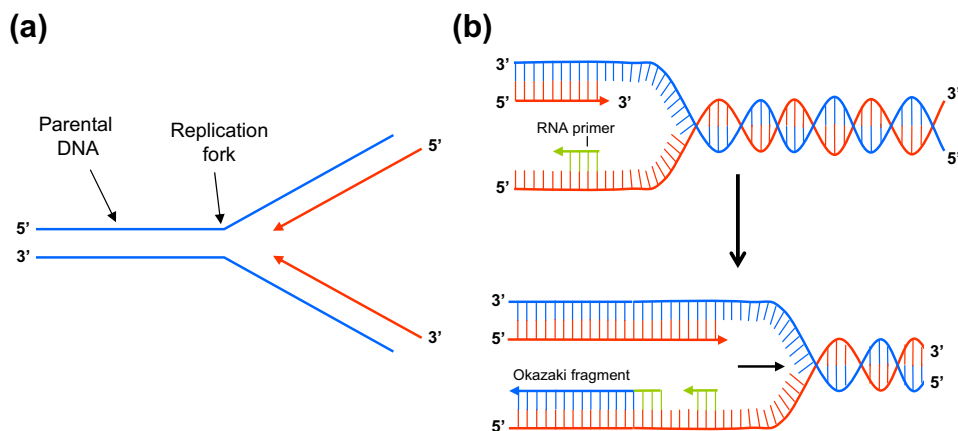 (a)
Parental
DNA
Replication
fork
5'
5'
3'
3'
(b)
3'
5'
3'
RNA primer
5'
3'
5'
3'
5'
Okazaki fragment
5'
3'
5'